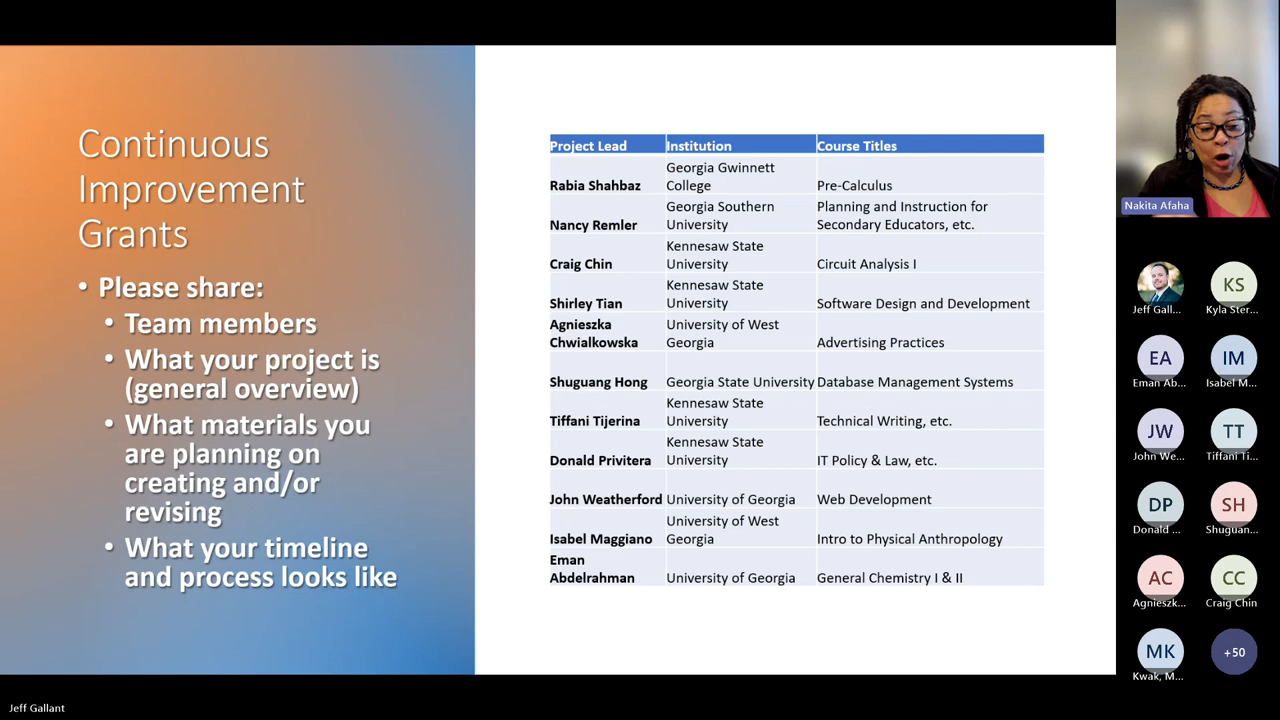 Continuous
Improvement
Grants
• Please share:
• Team members
• What your project is
(general overview)
• What materials you
are planning on
creating and/or
revising
• What your timeline
and process looks like
Project Lead Institution Course Titles
Rabia Shahbaz Georgia Gwinnett
College Pre-Calculus
Nancy Remler Georgia Southern
University Planning and Instruction for
Secondary Educators, etc.
Craig Chin Kennesaw State
University Circuit Analysis I
Shirley Tian Kennesaw State
University Software Design and Development
Agnieszka
Chwialkowska University of West
Georgia Advertising Practices
Shuguang Hong Georgia State University Database Management Systems
Tiffani Tijerina Kennesaw State
University Technical Writing, etc.
Donald Privitera Kennesaw State
University IT Policy & Law, etc.
John Weatherford University of Georgia Web Development
Isabel Maggiano University of West
Georgia Intro to Physical Anthropology
Eman
Abdelrahman University of Georgia General Chemistry I & II
Nakita Afaha
Jeff Gall...
KS
Kyla Ster...
EA
Eman Ab...
IM
Isabel M...
JW
John We...
TT
Tiffani Ti...
DP
Donald ...
SH
Shuguan...
AC
Agnieszk...
CC
Craig Chin
MK
Kwak, M...
+50
Jeff Gallant